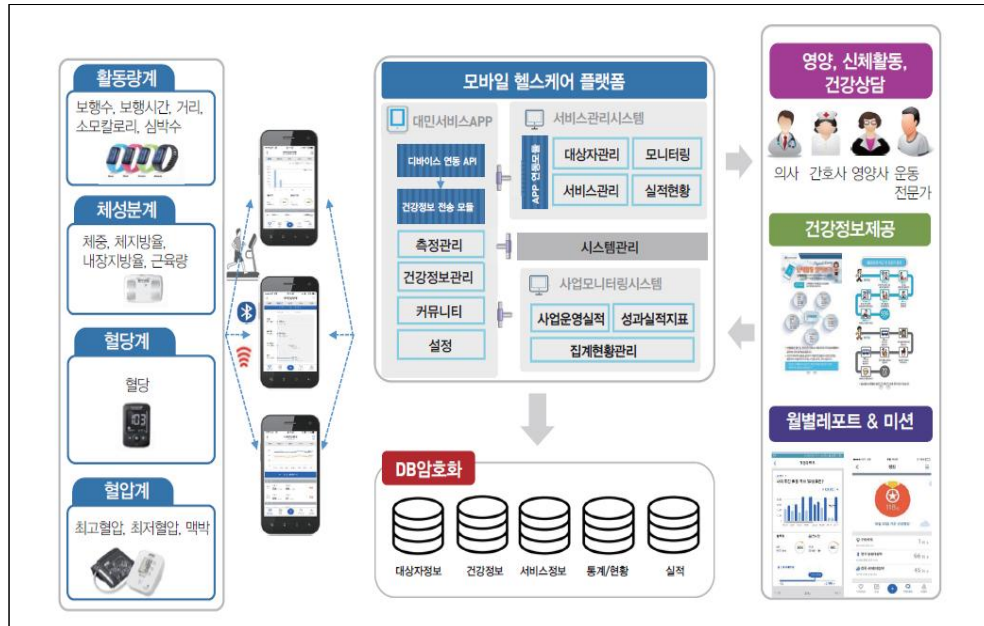 활동량계
보행수, 보행시간, 거리,
소모칼로리, 심박수
체성분계
체중, 체지방율,
내장지방율, 근육량
혈당계
혈당
103
혈압계
최고혈압, 최저혈압, 맥박
모바일 헬스케어 플랫폼
대민서비스APP
디바이스 연동 API
건강정보 전송 모듈
측정관리
건강정보관리
커뮤니티
설정
서비스관리시스템
APP 연동모듈
대상자관리
모니터링
서비스관리
실적현황
시스템관리
사업모니터링시스템
사업운영실적
성과실적지표
집계현황관리
DB암호화
대상자정보
건강정보
서비스정보
통계/현황
실적
영양, 신체활동,
건강상담
의사
간호사
영양사
운동
전문가
건강정보제공
월별레포트 & 미션